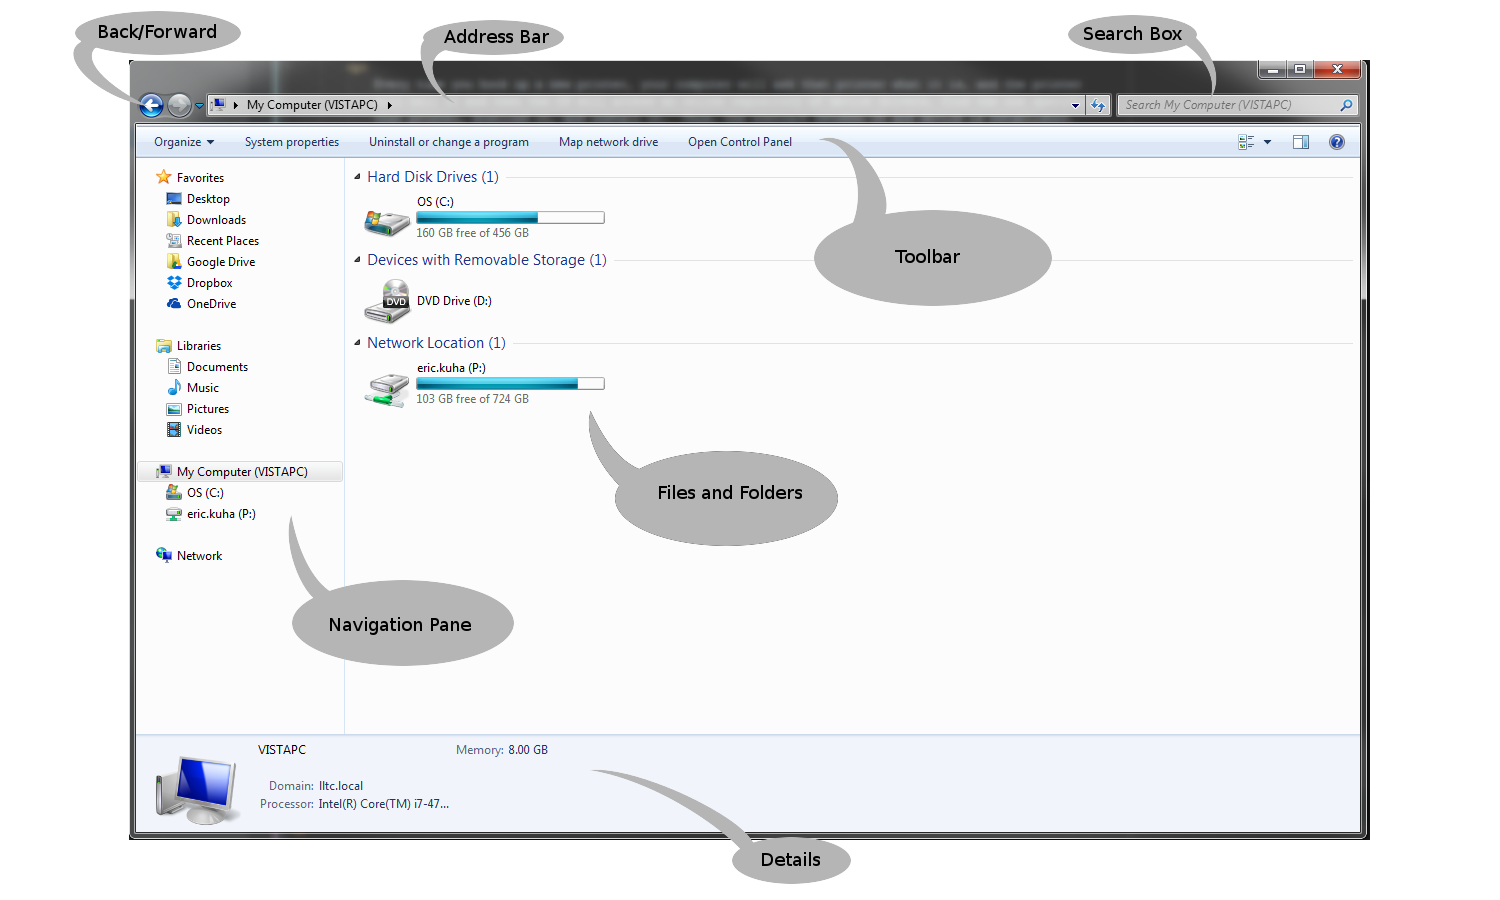 Back/Forward
Address Bar
Search Box
My Computer (VISTAPC)
Search My Computer (VISTAPC)
Organize System properties Uninstall or change a program Map network drive Open Control Panel
Favorites
Desktop
Downloads
Recent Places
Google Drive
Dropbox
OneDrive
Libraries
Documents
Music
Pictures
Videos
My Computer (VISTAPC)
OS (C:)
eric.kuha (P:)
Network
Hard Disk Drives (1)
OS (C:)
160 GB free of 456 GB
Devices with Removable Storage (1)
DVD
DVD Drive (D:)
Network Location (1)
eric.kuha (P:)
103 GB free of 724 GB
Toolbar
Files and Folders
Navigation Pane
VISTAPC Memory: 8.00 GB
Domain: lltc.local
Processor: Intel(R) Core(TM) i7-47...
Details